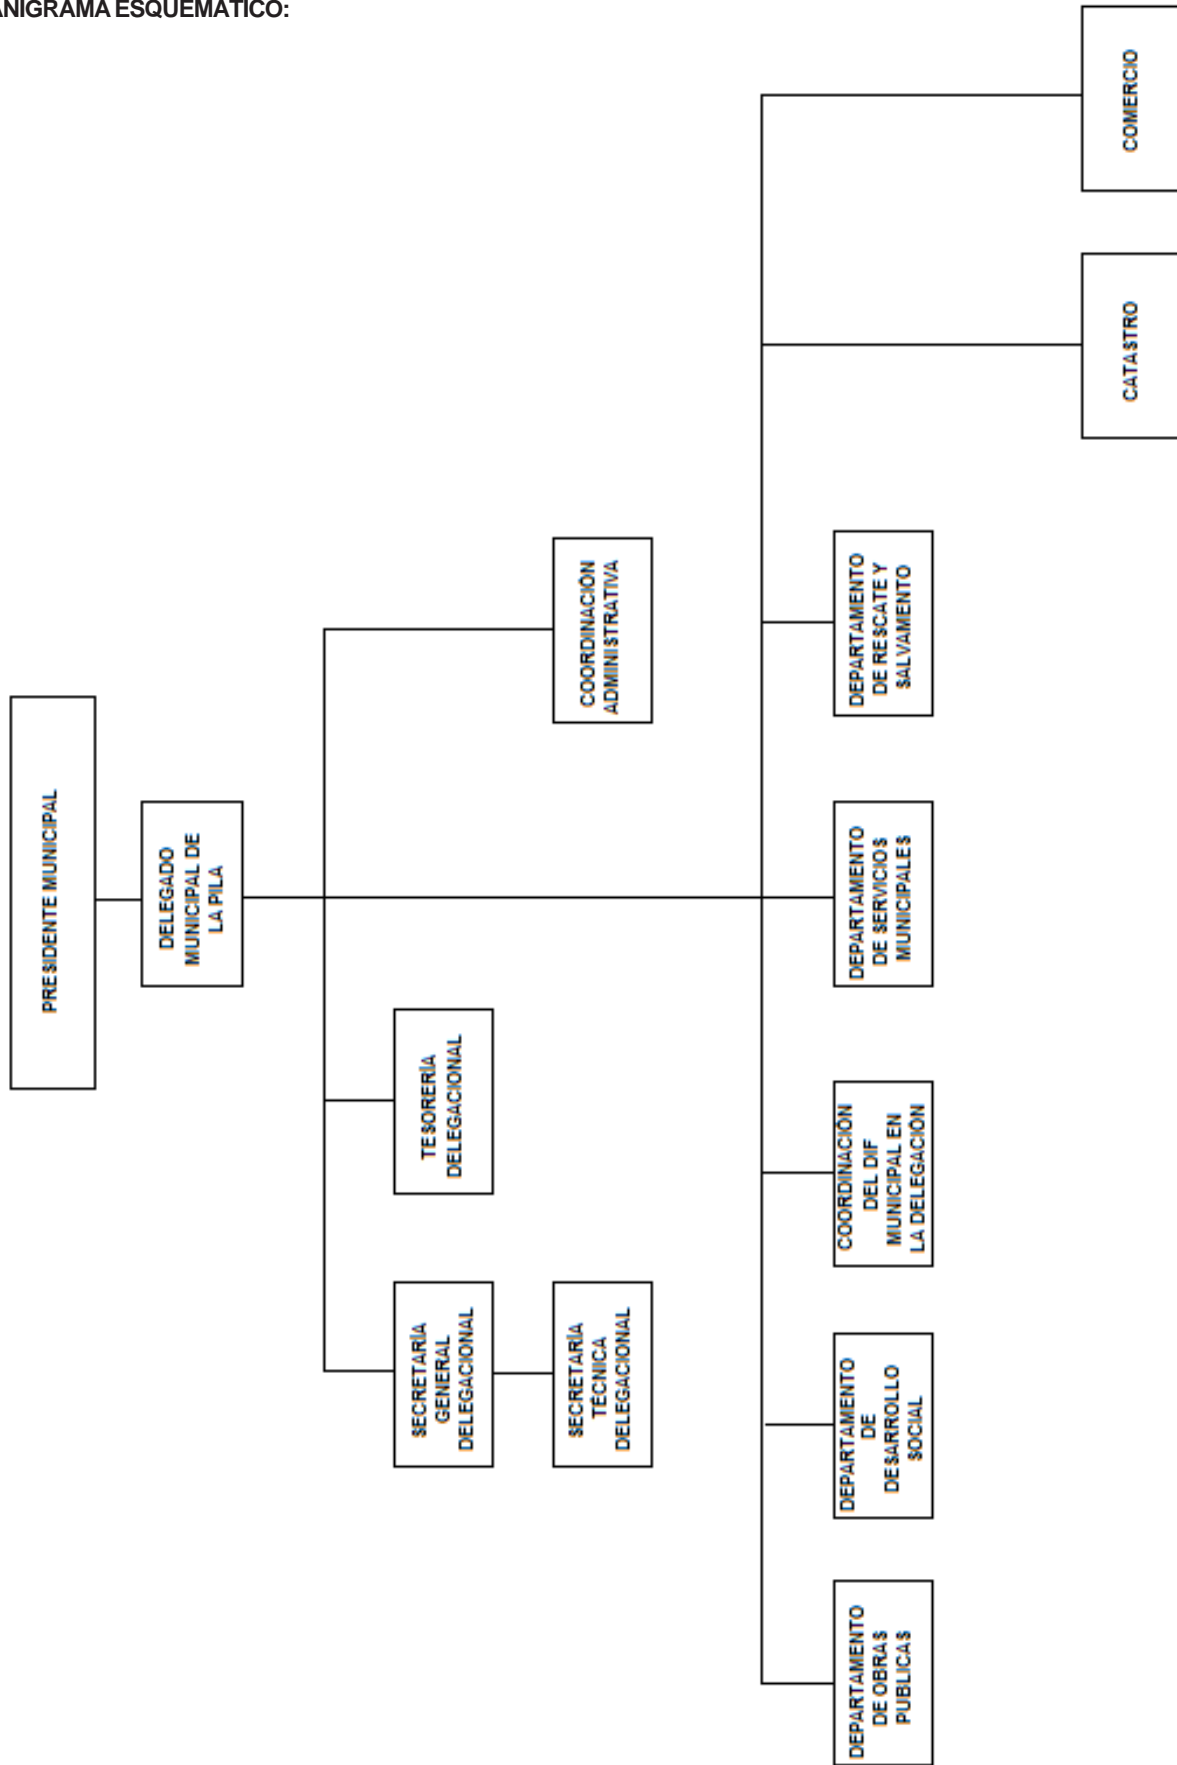 ANIGRAMA ESQUEMÁTICO:
PRESIDENTE MUNICIPAL
DELEGADO
MUNICIPAL DE
LA PILA
SECRETARÍA
GENERAL
DELEGACIONAL
TESORERÍA
DELEGACIONAL
SECRETARÍA
TÉCNICA
DELEGACIONAL
COORDINACIÓN
ADMINISTRATIVA
DEPARTAMENTO
DE OBRAS
PUBLICAS
DEPARTAMENTO
DE
DESARROLLO
SOCIAL
COORDINACIÓN
DEL DIF
MUNICIPAL EN
LA DELEGACIÓN
DEPARTAMENTO
DE SERVICIOS
MUNICIPALES
DEPARTAMENTO
DE RESCATE Y
SALVAMENTO
CATASTRO
COMERCIO